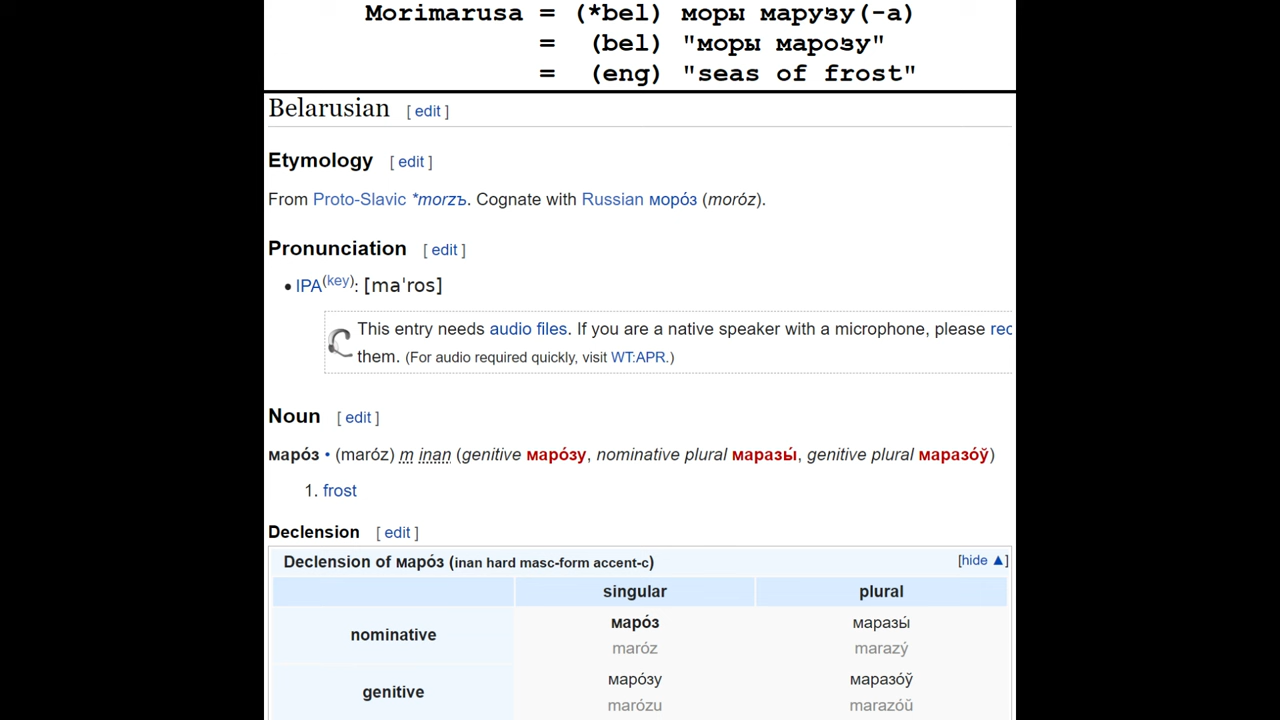 Morimarusa = (*bel) моры марузу(-а)
= (bel) "моры марозу"
= (eng) "seas of frost"
Belarusian [ edit ]
Etymology [ edit ]
From Proto-Slavic *morzъ. Cognate with Russian моро́з (moróz).
Pronunciation [ edit ]
• IPA(key): [maˈros]
This entry needs audio files. If you are a native speaker with a microphone, please rec
them. (For audio required quickly, visit WT:APR.)
Noun [ edit ]
маро́з • (maróz) m inan (genitive маро́зу, nominative plural маразы́, genitive plural маразо́ў)
1. frost
Declension [ edit ]
Declension of маро́з (inan hard masc-form accent-c) [hide ▲]
singular plural
nominative маро́з маразы́
maróz marazý
genitive маро́зу маразо́ў
marózu marazóŭ